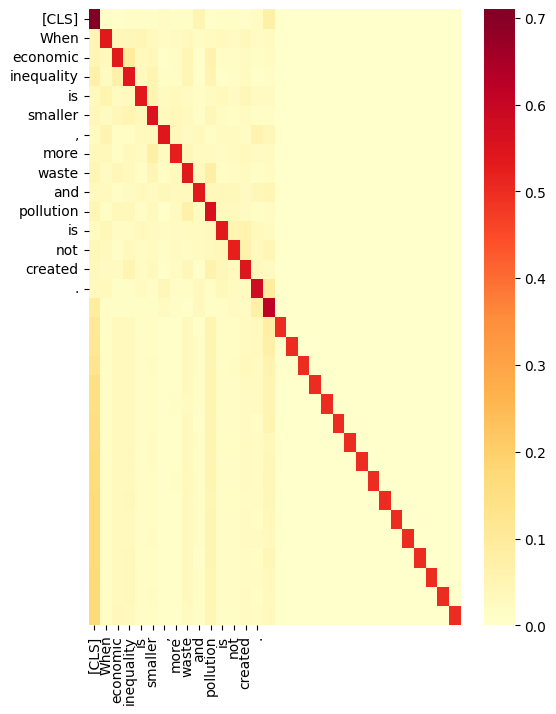 [CLS]
When
economic
inequality
is
smaller
,
more
waste
and
pollution
is
not
created
.
[CLS]
When
economic
inequality
is
smaller
,
more
waste
and
pollution
is
not
created
.
0.7
0.6
0.5
0.4
0.3
0.2
0.1
0.0